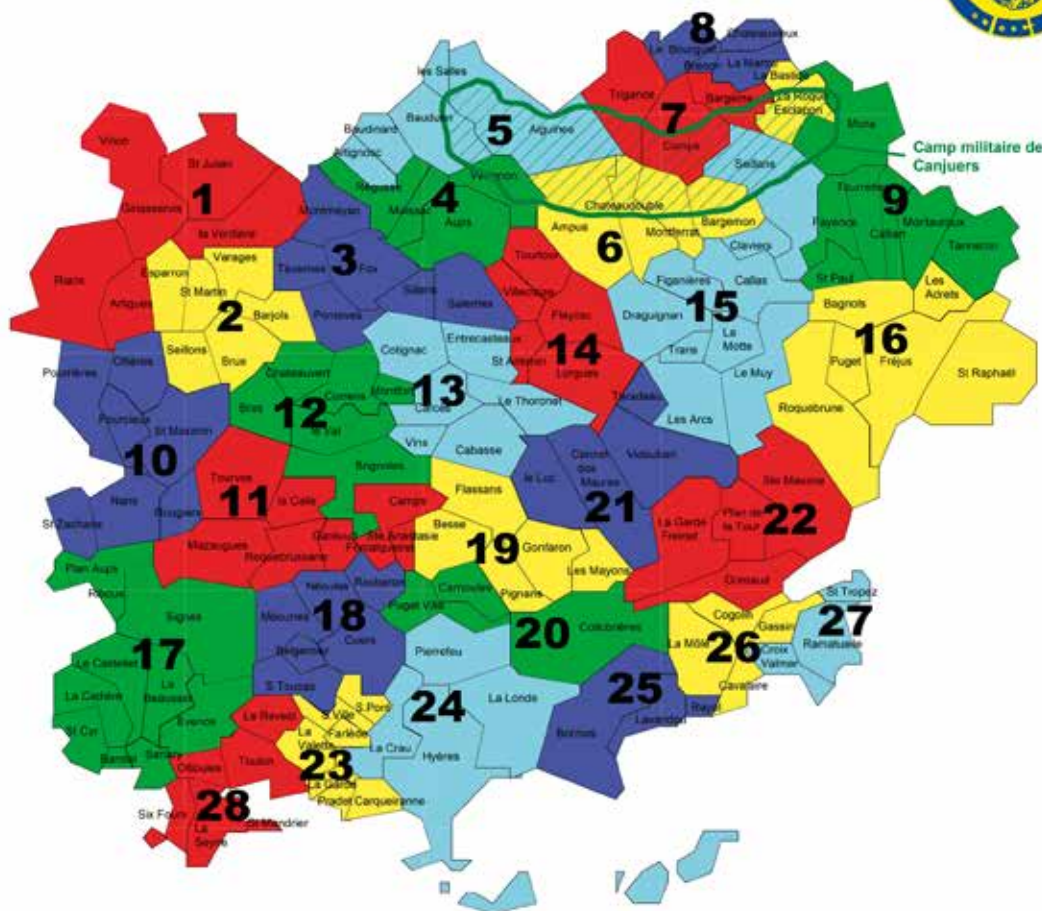 8
Chateauvieux
Le Bourguet
Brenon
La Martre
La Bastide
les Salles
Trigance
Bargeme
La Roque
Esclapon
Vinon
Bauduen
7
Mons
St Julien
Baudinard
5
Aiguines
Comps
Camp militaire de
Canjuers
Artignosc
Seillans
Ginasservis
1
Vérignon
Tourrettes
Régusse
4
9
Montmeyan
Moissac
Aups
Chateaudouble
Fayence
Montauroux
la Verdière
Ampus
Montferrat
Bargemon
Callian
Tanneron
Varages
6
Claviers
Esparron
3
Tourtour
Rians
Tavernes
Fox
Figanières
Callas
St Paul
Les
Adrets
St Martin
Artigues
Salernes
Villecroze
15
Bagnols
2
Barjols
Ponteves
Flayosc
Draguignan
16
Entrecasteaux
La
Motte
Seillons
Brue
Cotignac
14
Trans
Puget
Fréjus
Ollières
Chateauvert
St Antonin
Lorgues
St Raphaël
Pourrières
Correns
Montfort
13
Le Muy
12
Bras
Carces
Le Thoronet
Taradeau
Roquebrune
Pourcieux
le Val
Les Arcs
St Maximin
Vins
Cabasse
10
Cannet
des
Maures
Vidauban
Brignoles
Tourves
Flassans
le Luc
Ste Maxime
11
la Celle
Camps
21
22
Nans
Rougiers
Plan de
la Tour
St Zacharie
Besse
La Garde
Freinet
Ste Anastasie
19
Gonfaron
Mazaugues
Forcalqueiret
Roquebrussane
Les Mayons
Plan Aups
Grimaud
Riboux
Néoules
Rocbaron
Carnoules
Pignans
St Tropez
18
Puget Ville
Cogolin
27
Signes
Méounes
20
Collobrières
Gassin
Cuers
La Môle
26
Ramatuelle
Le Castellet
17
Belgentier
Pierrefeu
Croix
Valmer
La
Beausset
25
Cavalaire
La Cadière
S Toucas
24
La Londe
Rayol
Evenos
Le Revest
Lavandou
St Cyr
La
Valette
Farlède
Bormes
Sanary
La Crau
Bandol
Toulon
23
Hyères
Ollioules
La Garde
Pradet
Carqueiranne
Six Fours
28
La
Seyne
St Mandrier